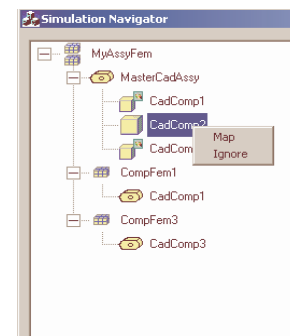 Simulation Navigator
MyAssyFem
MasterCadAssy
CadComp1
CadComp2
Map
CadCom
Ignore
CompFem1
CadComp1
CompFem3
CadComp3